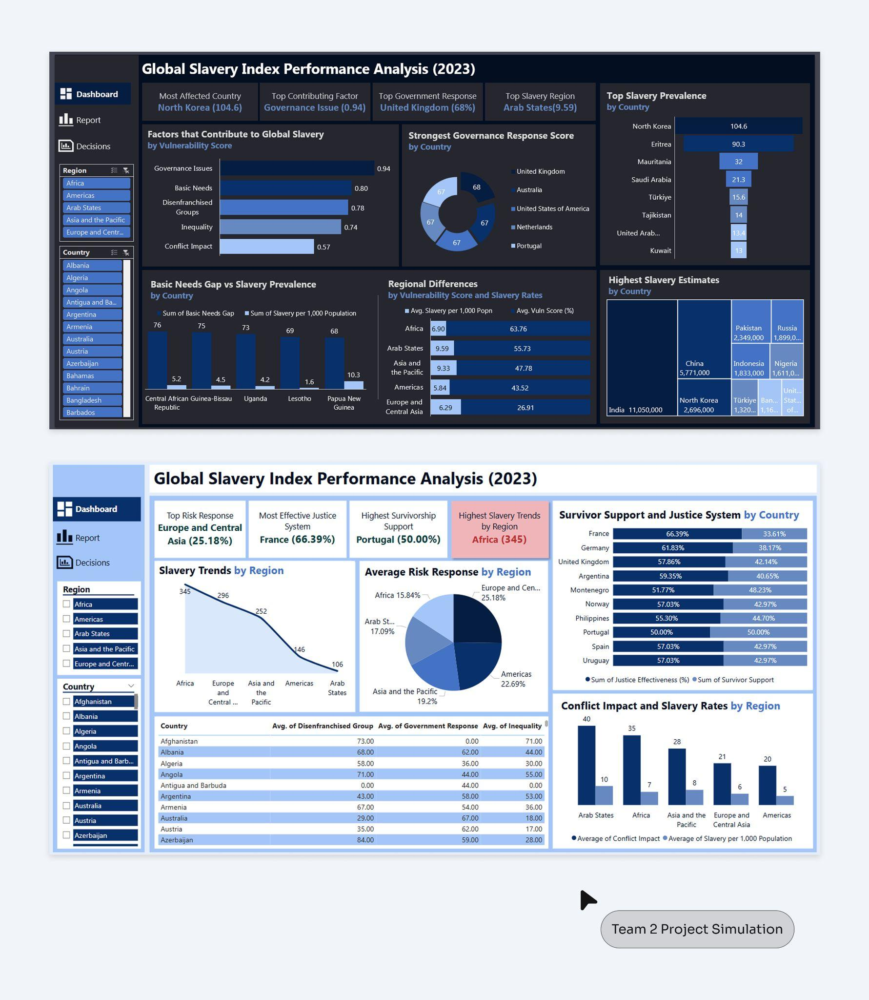 Global Slavery Index Performance Analysis (2023)
Dashboard
Report
Decisions
Region
Africa
Americas
Arab States
Asia and the Pacific
Europe and Centr...
Country
Albania
Algeria
Angola
Antigua and Ba...
Argentina
Armenia
Australia
Austria
Azerbaijan
Bahamas
Bahrain
Bangladesh
Barbados
Most Affected Country
North Korea (104.6)
Top Contributing Factor
Governance Issue (0.94)
Top Government Response
United Kingdom (68%)
Top Slavery Region
Arab States(9.59)
Factors that Contribute to Global Slavery
by Vulnerability Score
Governance Issues 0.94
Basic Needs 0.80
Disenfranchised
Groups 0.78
Inequality 0.74
Conflict Impact 0.57
Strongest Governance Response Score
by Country
68
67
67
67
67
United Kingdom
Australia
United States of America
Netherlands
Portugal
Top Slavery Prevalence
by Country
North Korea 104.6
Eritrea 90.3
Mauritania 32
Saudi Arabia 21.3
Türkiye 15.6
Tajikistan 14
United Arab... 13.4
Kuwait 13
Basic Needs Gap vs Slavery Prevalence
by Country
Sum of Basic Needs Gap Sum of Slavery per 1,000 Population
76 75 73 69 68
5.2 4.5 4.2 1.6 10.3
Central African Guinea-Bissau Uganda Lesotho Papua New
Republic Guinea
Regional Differences
by Vulnerability Score and Slavery Rates
Avg. Slavery per 1,000 Popn Avg. Vuln Score (%)
Africa 6.90 63.76
Arab States 9.59 55.73
Asia and
the Pacific 9.33 47.78
Americas 5.84 43.52
Europe and
Central Asia 6.29 26.91
Highest Slavery Estimates
by Country
India 11,050,000
China
5,771,000
North Korea
2,696,000
Pakistan
2,349,000
Russia
1,899,0...
Indonesia
1,833,000
Nigeria
1,611,0...
Türkiye
1,320...
Ban...
1,16...
Unit...
Stat...
of...
Global Slavery Index Performance Analysis (2023)
Dashboard
Report
Decisions
Region
Africa
Americas
Arab States
Asia and the Pacific
Europe and Centr...
Country
Afghanistan
Albania
Algeria
Angola
Antigua and Barb...
Argentina
Armenia
Australia
Austria
Azerbaijan
Top Risk Response
Europe and Central
Asia (25.18%)
Most Effective Justice
System
France (66.39%)
Highest Survivorship
Support
Portugal (50.00%)
Highest Slavery Trends
by Region
Africa (345)
Slavery Trends by Region
345
296
252
146
106
Africa Europe Asia and Americas Arab
and the States
Central ... Pacific
Average Risk Response by Region
Europe and Cen...
25.18%
Americas
22.69%
Asia and the Pacific
19.2%
Arab St...
17.09%
Africa 15.84%
Survivor Support and Justice System by Country
France 66.39% 33.61%
Germany 61.83% 38.17%
United Kingdom 57.86% 42.14%
Argentina 59.35% 40.65%
Montenegro 51.77% 48.23%
Norway 57.03% 42.97%
Philippines 55.30% 44.70%
Portugal 50.00% 50.00%
Spain 57.03% 42.97%
Uruguay 57.03% 42.97%
Sum of Justice Effectiveness (%) Sum of Survivor Support
Country Avg. of Disenfranchised Group Avg. of Government Response Avg. of Inequality
Afghanistan 73.00 0.00 71.00
Albania 68.00 62.00 44.00
Algeria 58.00 36.00 30.00
Angola 71.00 44.00 55.00
Antigua and Barbuda 0.00 44.00 0.00
Argentina 43.00 58.00 53.00
Armenia 67.00 54.00 36.00
Australia 29.00 67.00 18.00
Austria 35.00 62.00 17.00
Azerbaijan 84.00 59.00 28.00
Conflict Impact and Slavery Rates by Region
40 35 28 21 20
10 7 8 6 5
Arab States Africa Asia and the Europe and Americas
Pacific Central Asia
Average of Conflict Impact Average of Slavery per 1,000 Population
Team 2 Project Simulation